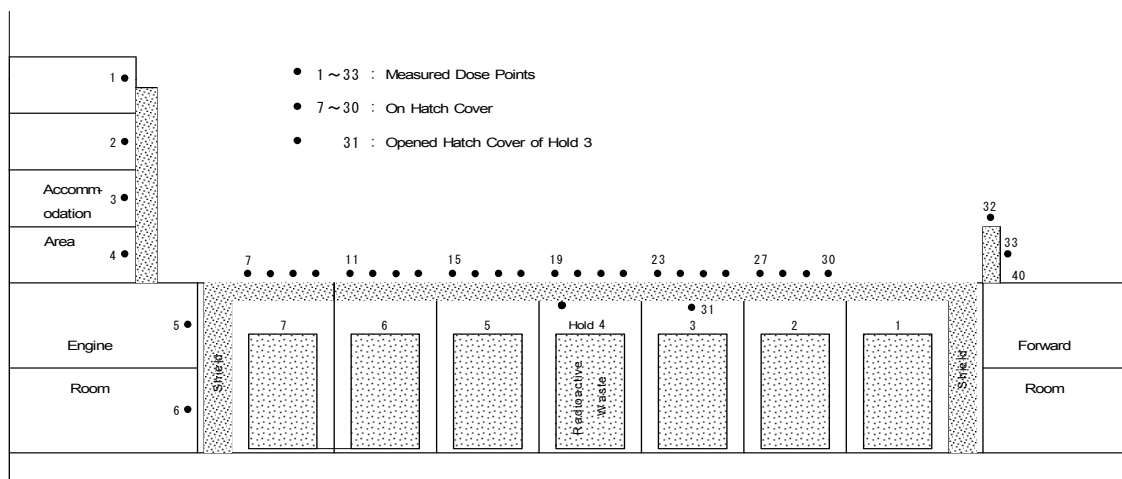 ● 1～33 : Measured Dose Points
● 7～30 : On Hatch Cover
● 31 : Opened Hatch Cover of Hold 3
1
2
Accomm-
odation
Area
3
4
32
33
40
7
11
15
19
23
27
30
5
Engine
Room
6
Shield
7
6
5
Hold 4
Radioactive
Waste
31
3
2
1
Shield
Forward
Room